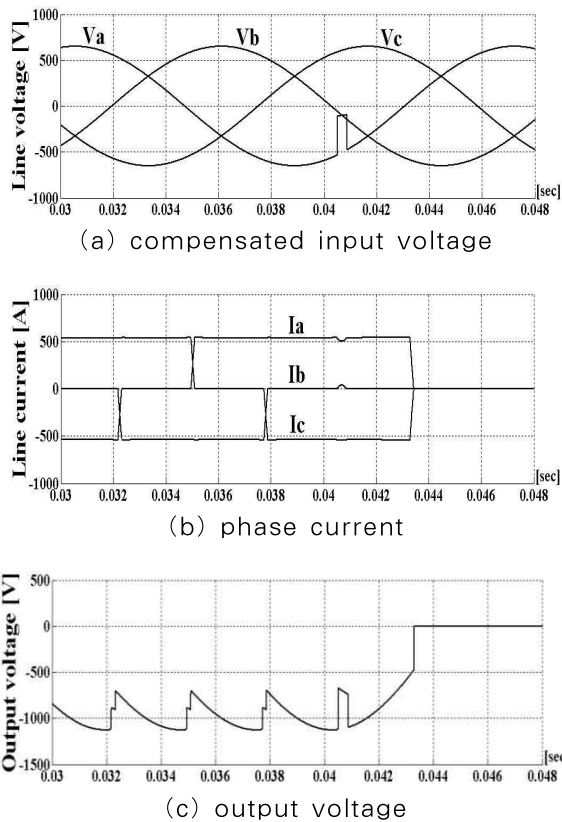 Line voltage [V]
1000
500
0
-500
-1000
Va
Vb
Vc
0.03 0.032 0.034 0.036 0.038 0.04 0.042 0.044 0.046 0.048
[sec]
(a) compensated input voltage
Line current [A]
1000
500
0
-500
-1000
Ia
Ib
Ic
0.03 0.032 0.034 0.036 0.038 0.04 0.042 0.044 0.046 0.048
[sec]
(b) phase current
Output voltage [V]
500
0
-500
-1000
-1500
0.03 0.032 0.034 0.036 0.038 0.04 0.042 0.044 0.046 0.048
[sec
(c) output voltage